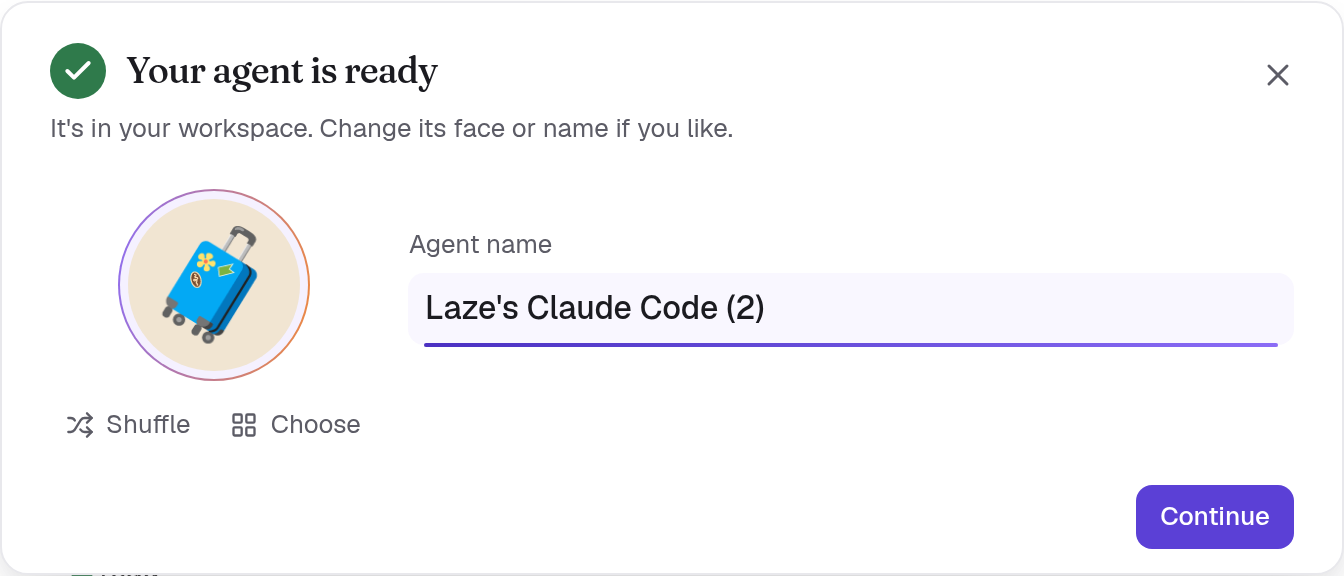 Your agent is ready
It's in your workspace. Change its face or name if you like.
Agent name
Laze's Claude Code (2)
Shuffle
Choose
Continue